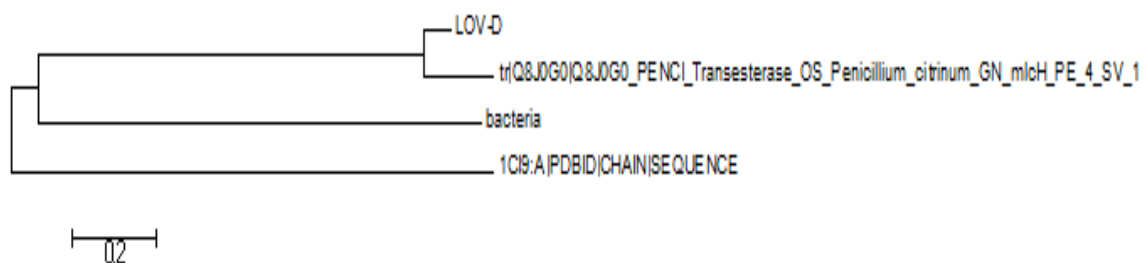 LOV-D
tr|Q8J0G0|Q8J0G0_PENCI_Transesterase_OS_Penicillium_citrinum_GN_mlcH_PE_4_SV_1
bacteria
1CI9:A|PDBID|CHAIN|SEQUENCE
0.2